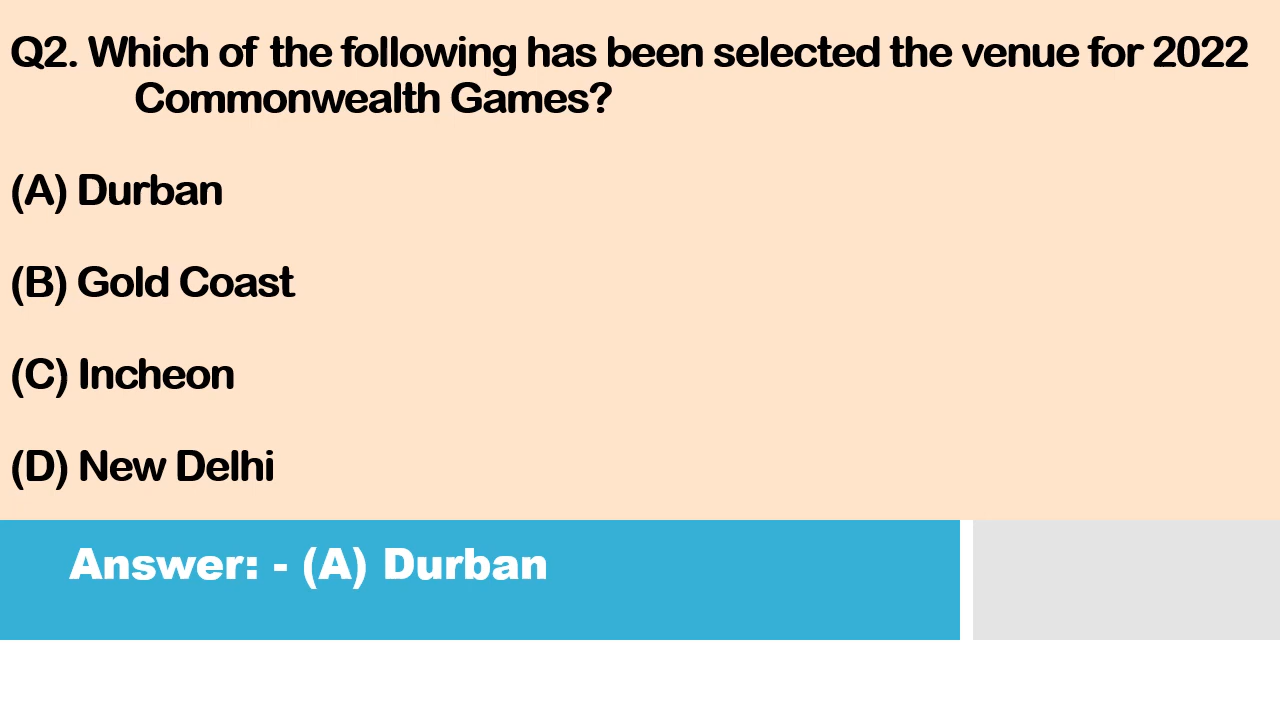 Q2. Which of the following has been selected the venue for 2022
Commonwealth Games?
(A) Durban
(B) Gold Coast
(C) Incheon
(D) New Delhi
Answer: - (A) Durban